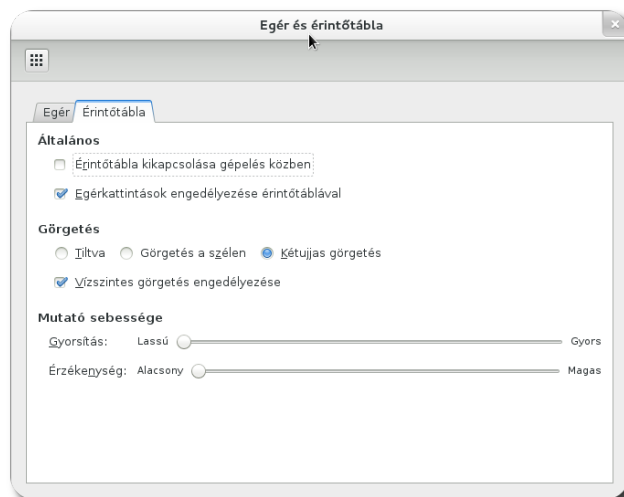 Egér és érintőtábla
Egér Érintőtábla
Általános
Érintőtábla kikapcsolása gépelés közben
Egérkattintások engedélyezése érintőtáblával
Görgetés
Tiltva Görgetés a szélen Kétujjas görgetés
Vízszintes görgetés engedélyezése
Mutató sebessége
Gyorsítás: Lassú Gyors
Érzékenység: Alacsony Magas